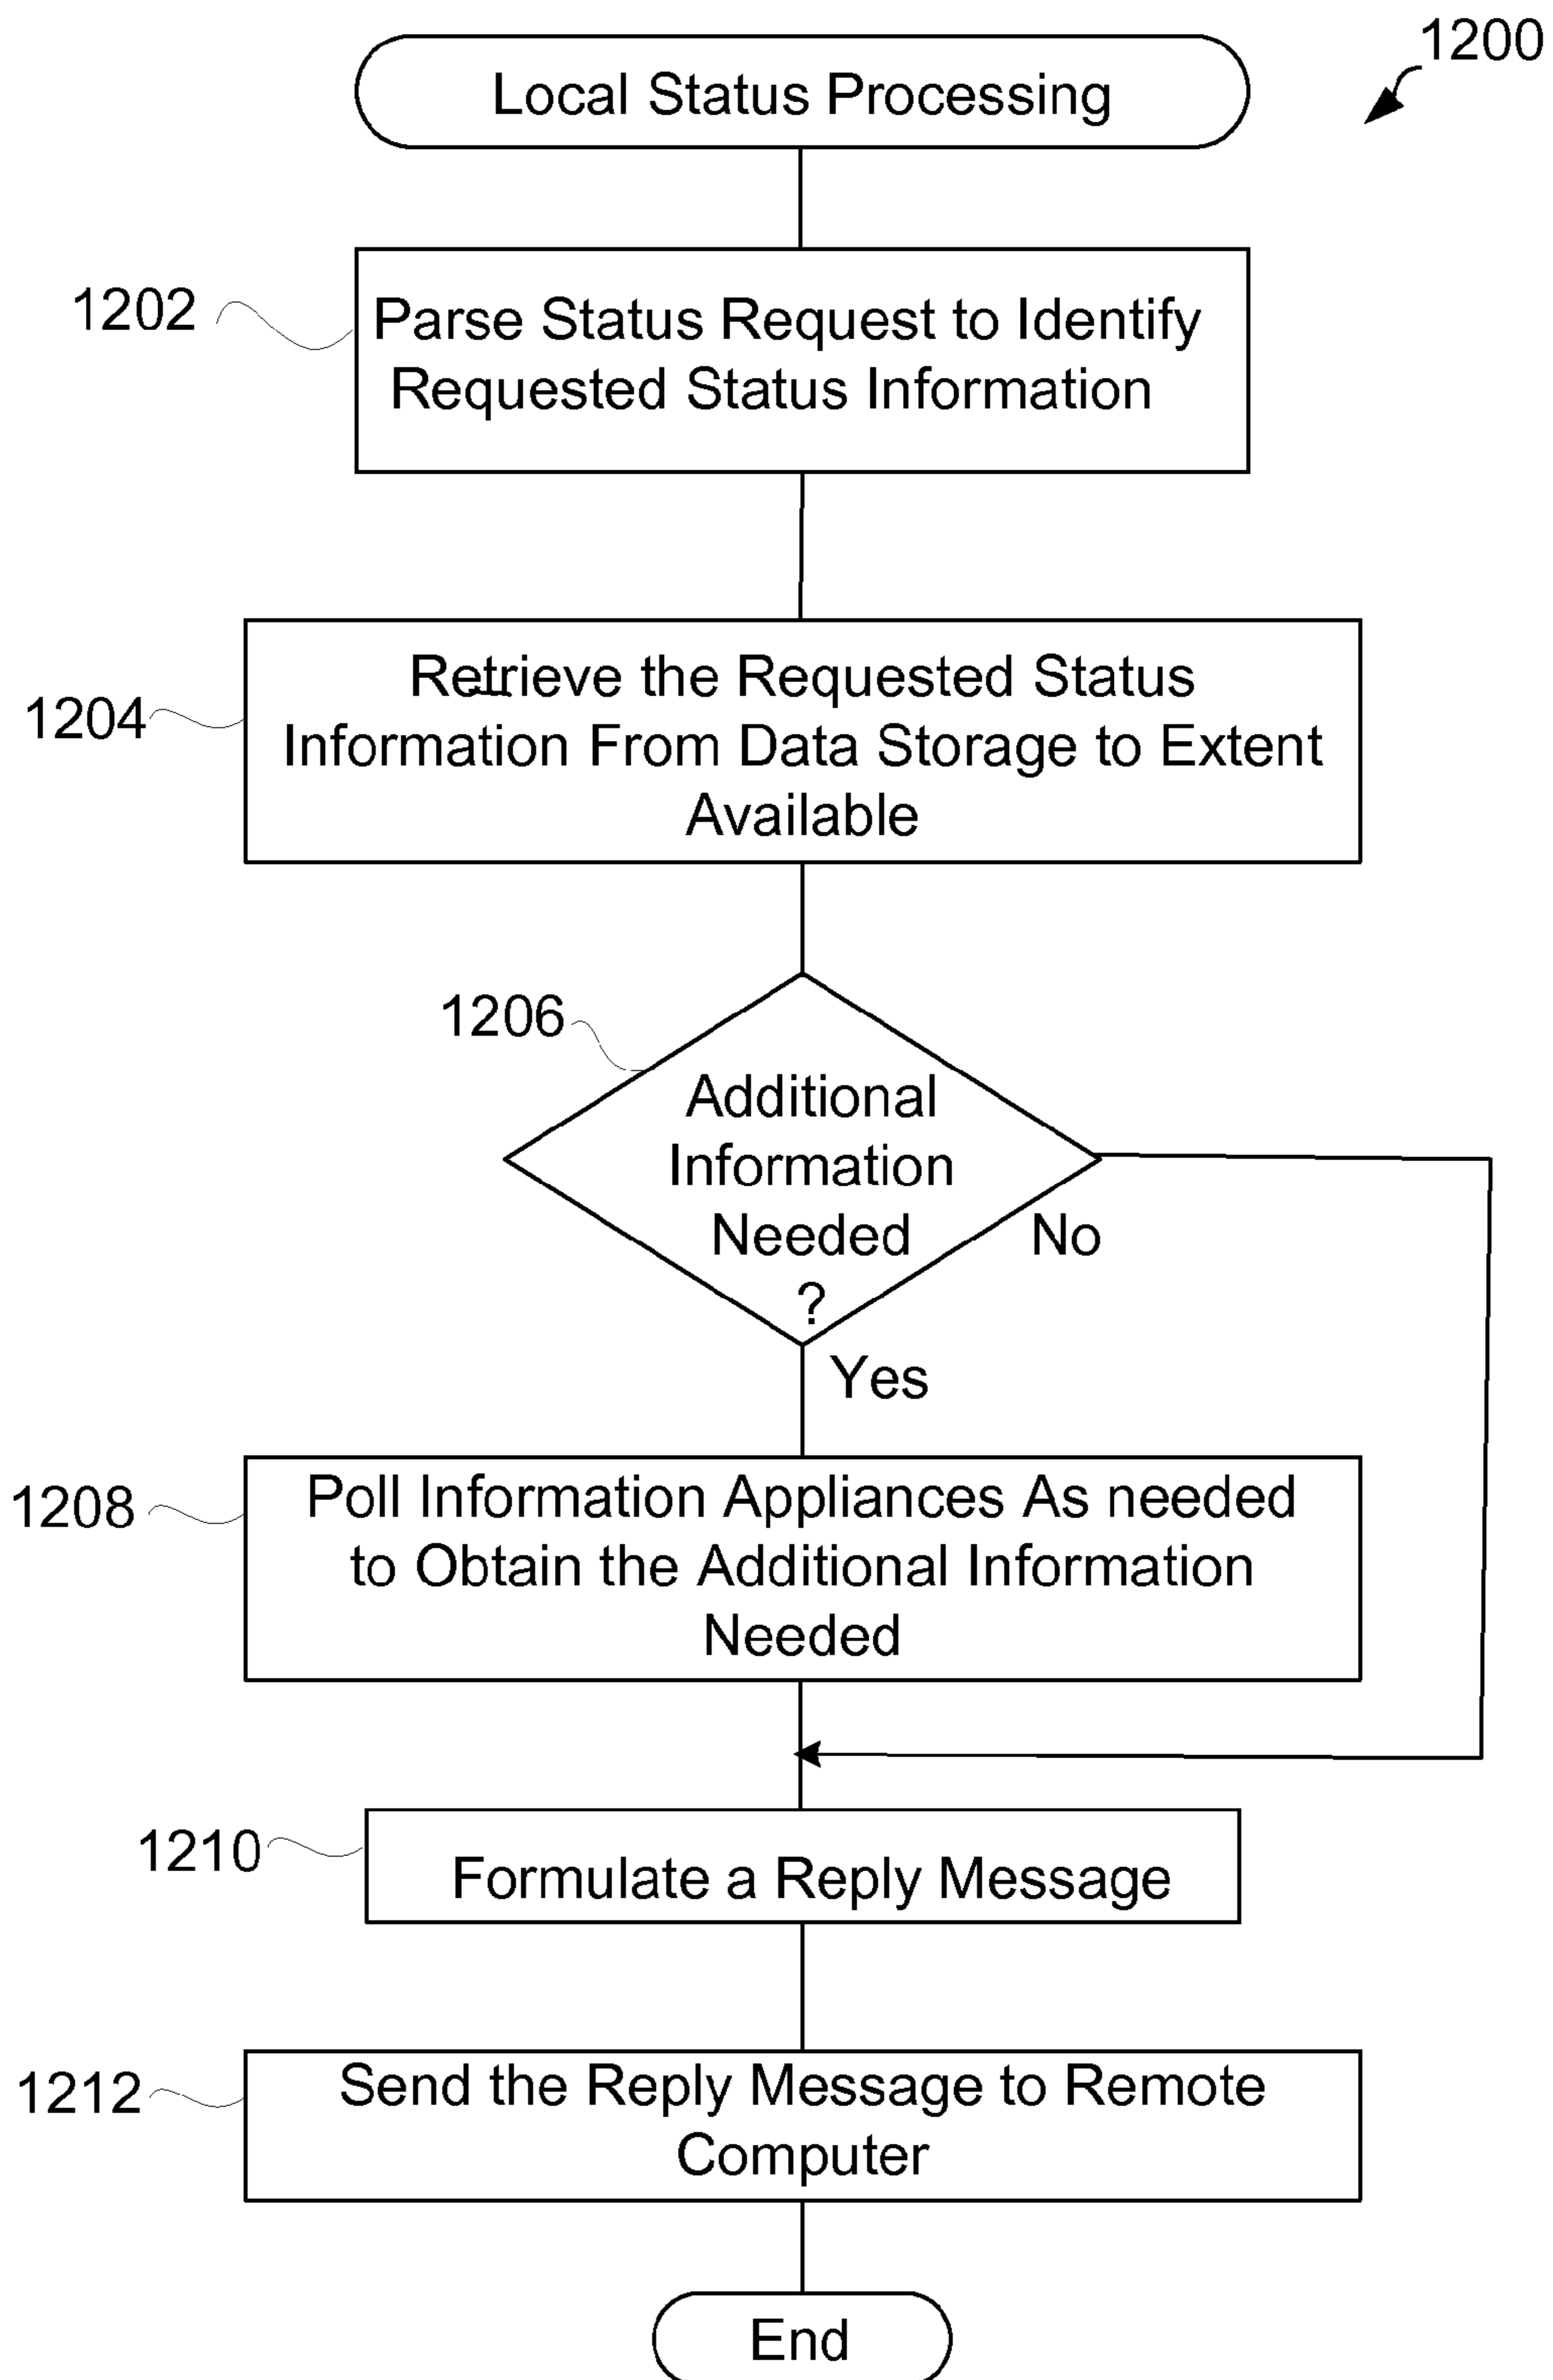 1200
Local Status Processing
1202
Parse Status Request to Identify
Requested Status Information
1204
Retrieve the Requested Status
Information From Data Storage to Extent
Available
1206
Additional
Information
Needed
?
No
Yes
1208
Poll Information Appliances As needed
to Obtain the Additional Information
Needed
1210
Formulate a Reply Message
1212
Send the Reply Message to Remote
Computer
End